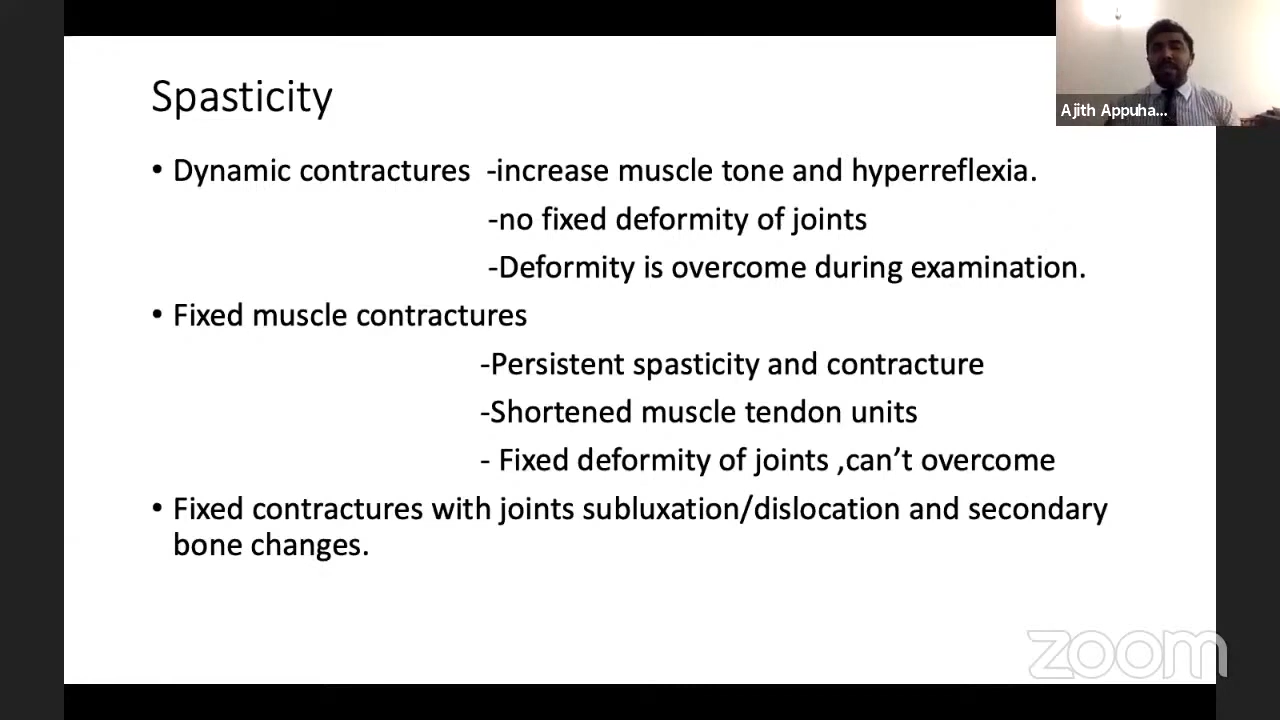 Spasticity
Ajith Appuha...
• Dynamic contractures -increase muscle tone and hyperreflexia.
-no fixed deformity of joints
-Deformity is overcome during examination.
• Fixed muscle contractures
-Persistent spasticity and contracture
-Shortened muscle tendon units
- Fixed deformity of joints ,can’t overcome
• Fixed contractures with joints subluxation/dislocation and secondary
bone changes.
zoom